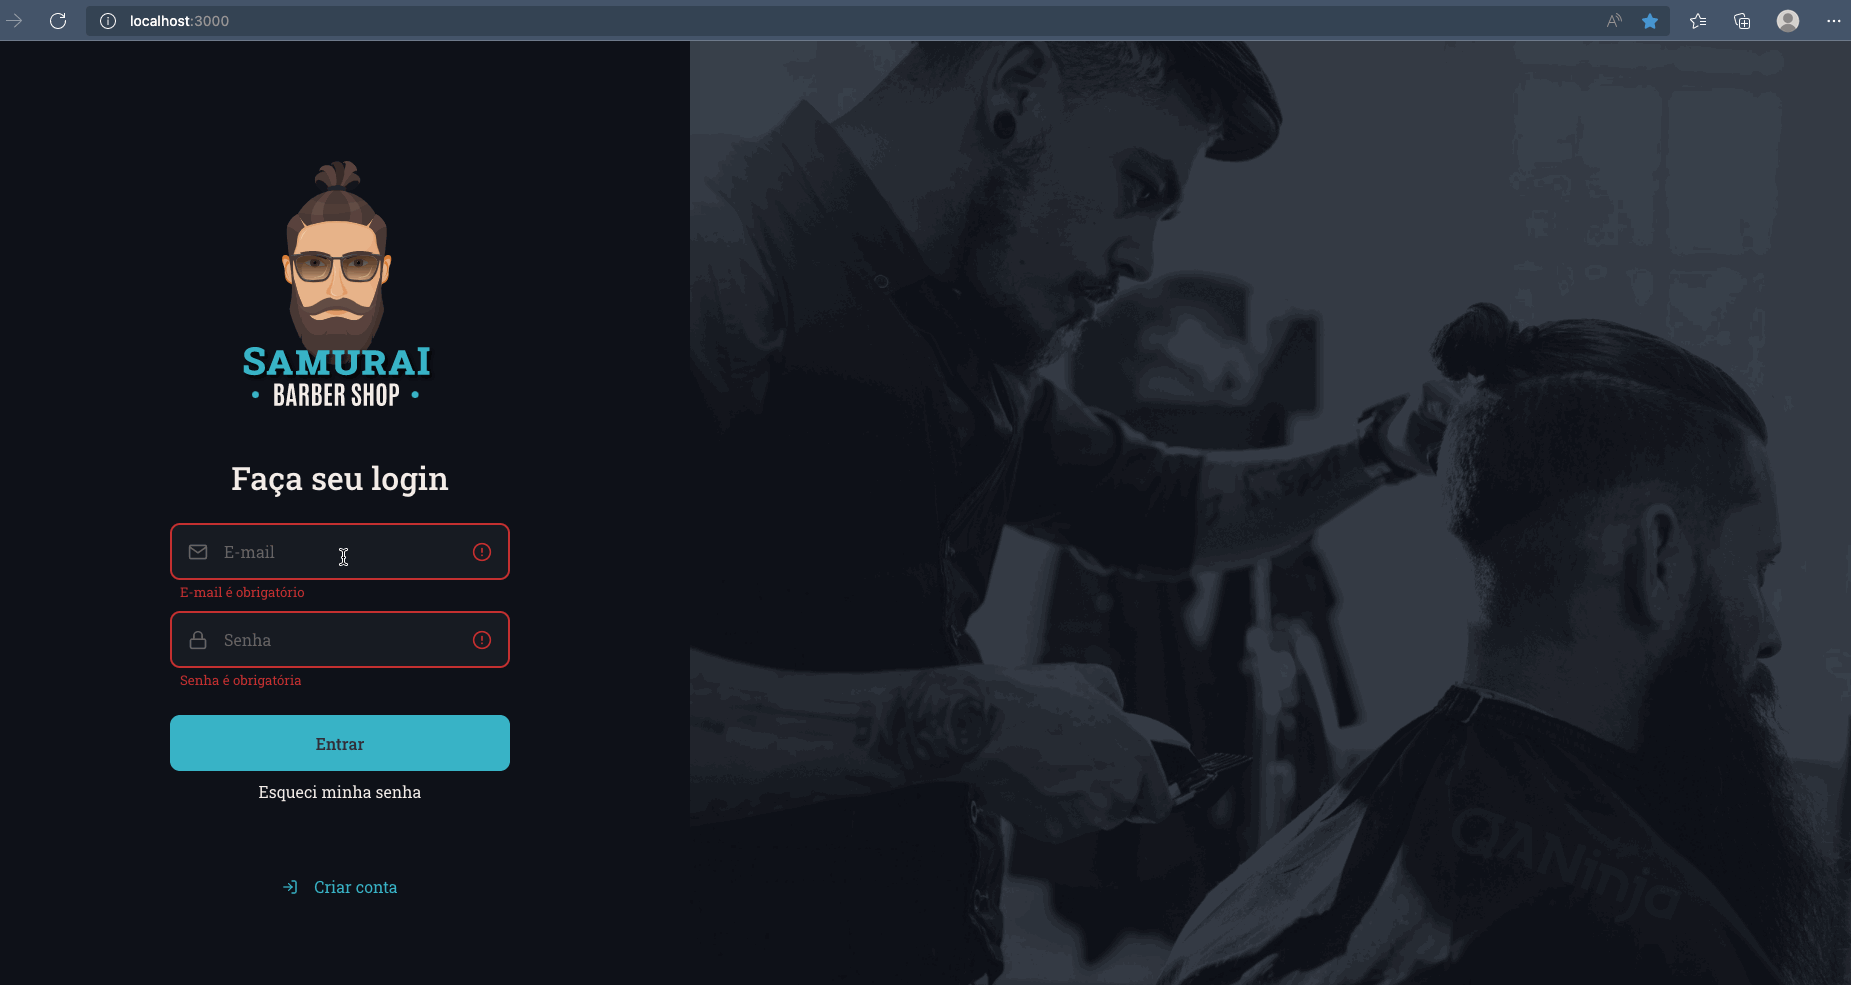 localhost:3000
SAMURAI
• BARBER SHOP •
Faça seu login
E-mail
E-mail é obrigatório
Senha
Senha é obrigatória
Entrar
Esqueci minha senha
Criar conta
QANinja